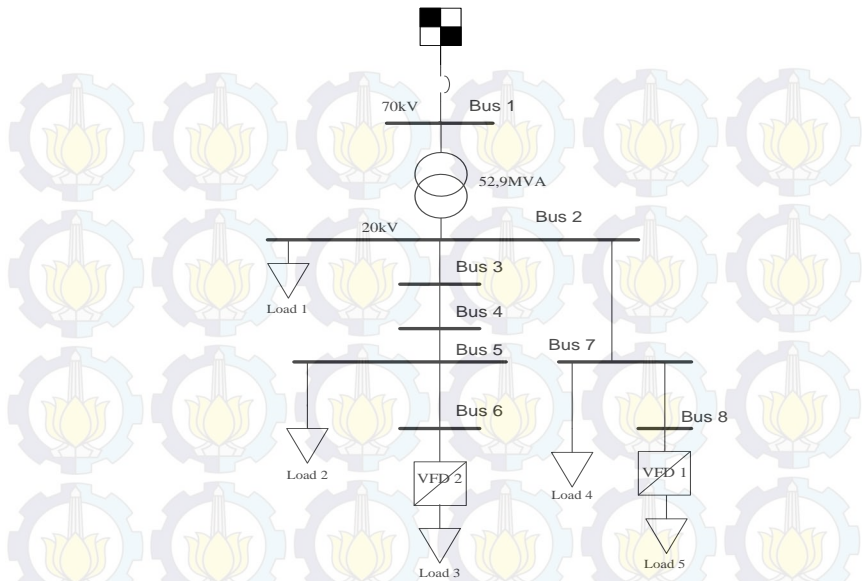 70kV
Bus 1
52,9MVA
20kV
Bus 2
Load 1
Bus 3
Bus 4
Bus 5
Bus 7
Bus 6
Bus 8
Load 2
VFD 2
VFD 1
Load 4
Load 3
Load 5